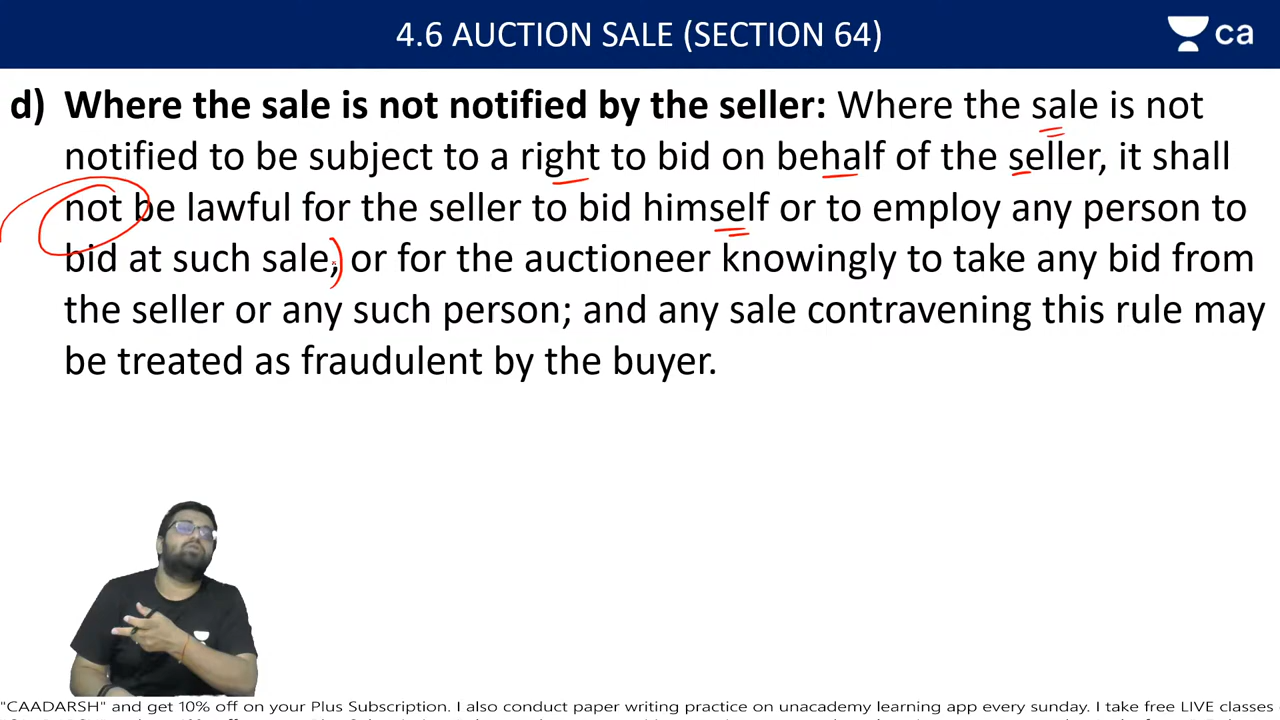 4.6 AUCTION SALE (SECTION 64)
ca
d) Where the sale is not notified by the seller: Where the sale is not
notified to be subject to a right to bid on behalf of the seller, it shall
not be lawful for the seller to bid himself or to employ any person to
bid at such sale, or for the auctioneer knowingly to take any bid from
the seller or any such person; and any sale contravening this rule may
be treated as fraudulent by the buyer.
"CAADARSH" and get 10% off on your Plus Subscription. I also conduct paper writing practice on unacademy learning app every sunday. I take free LIVE classes